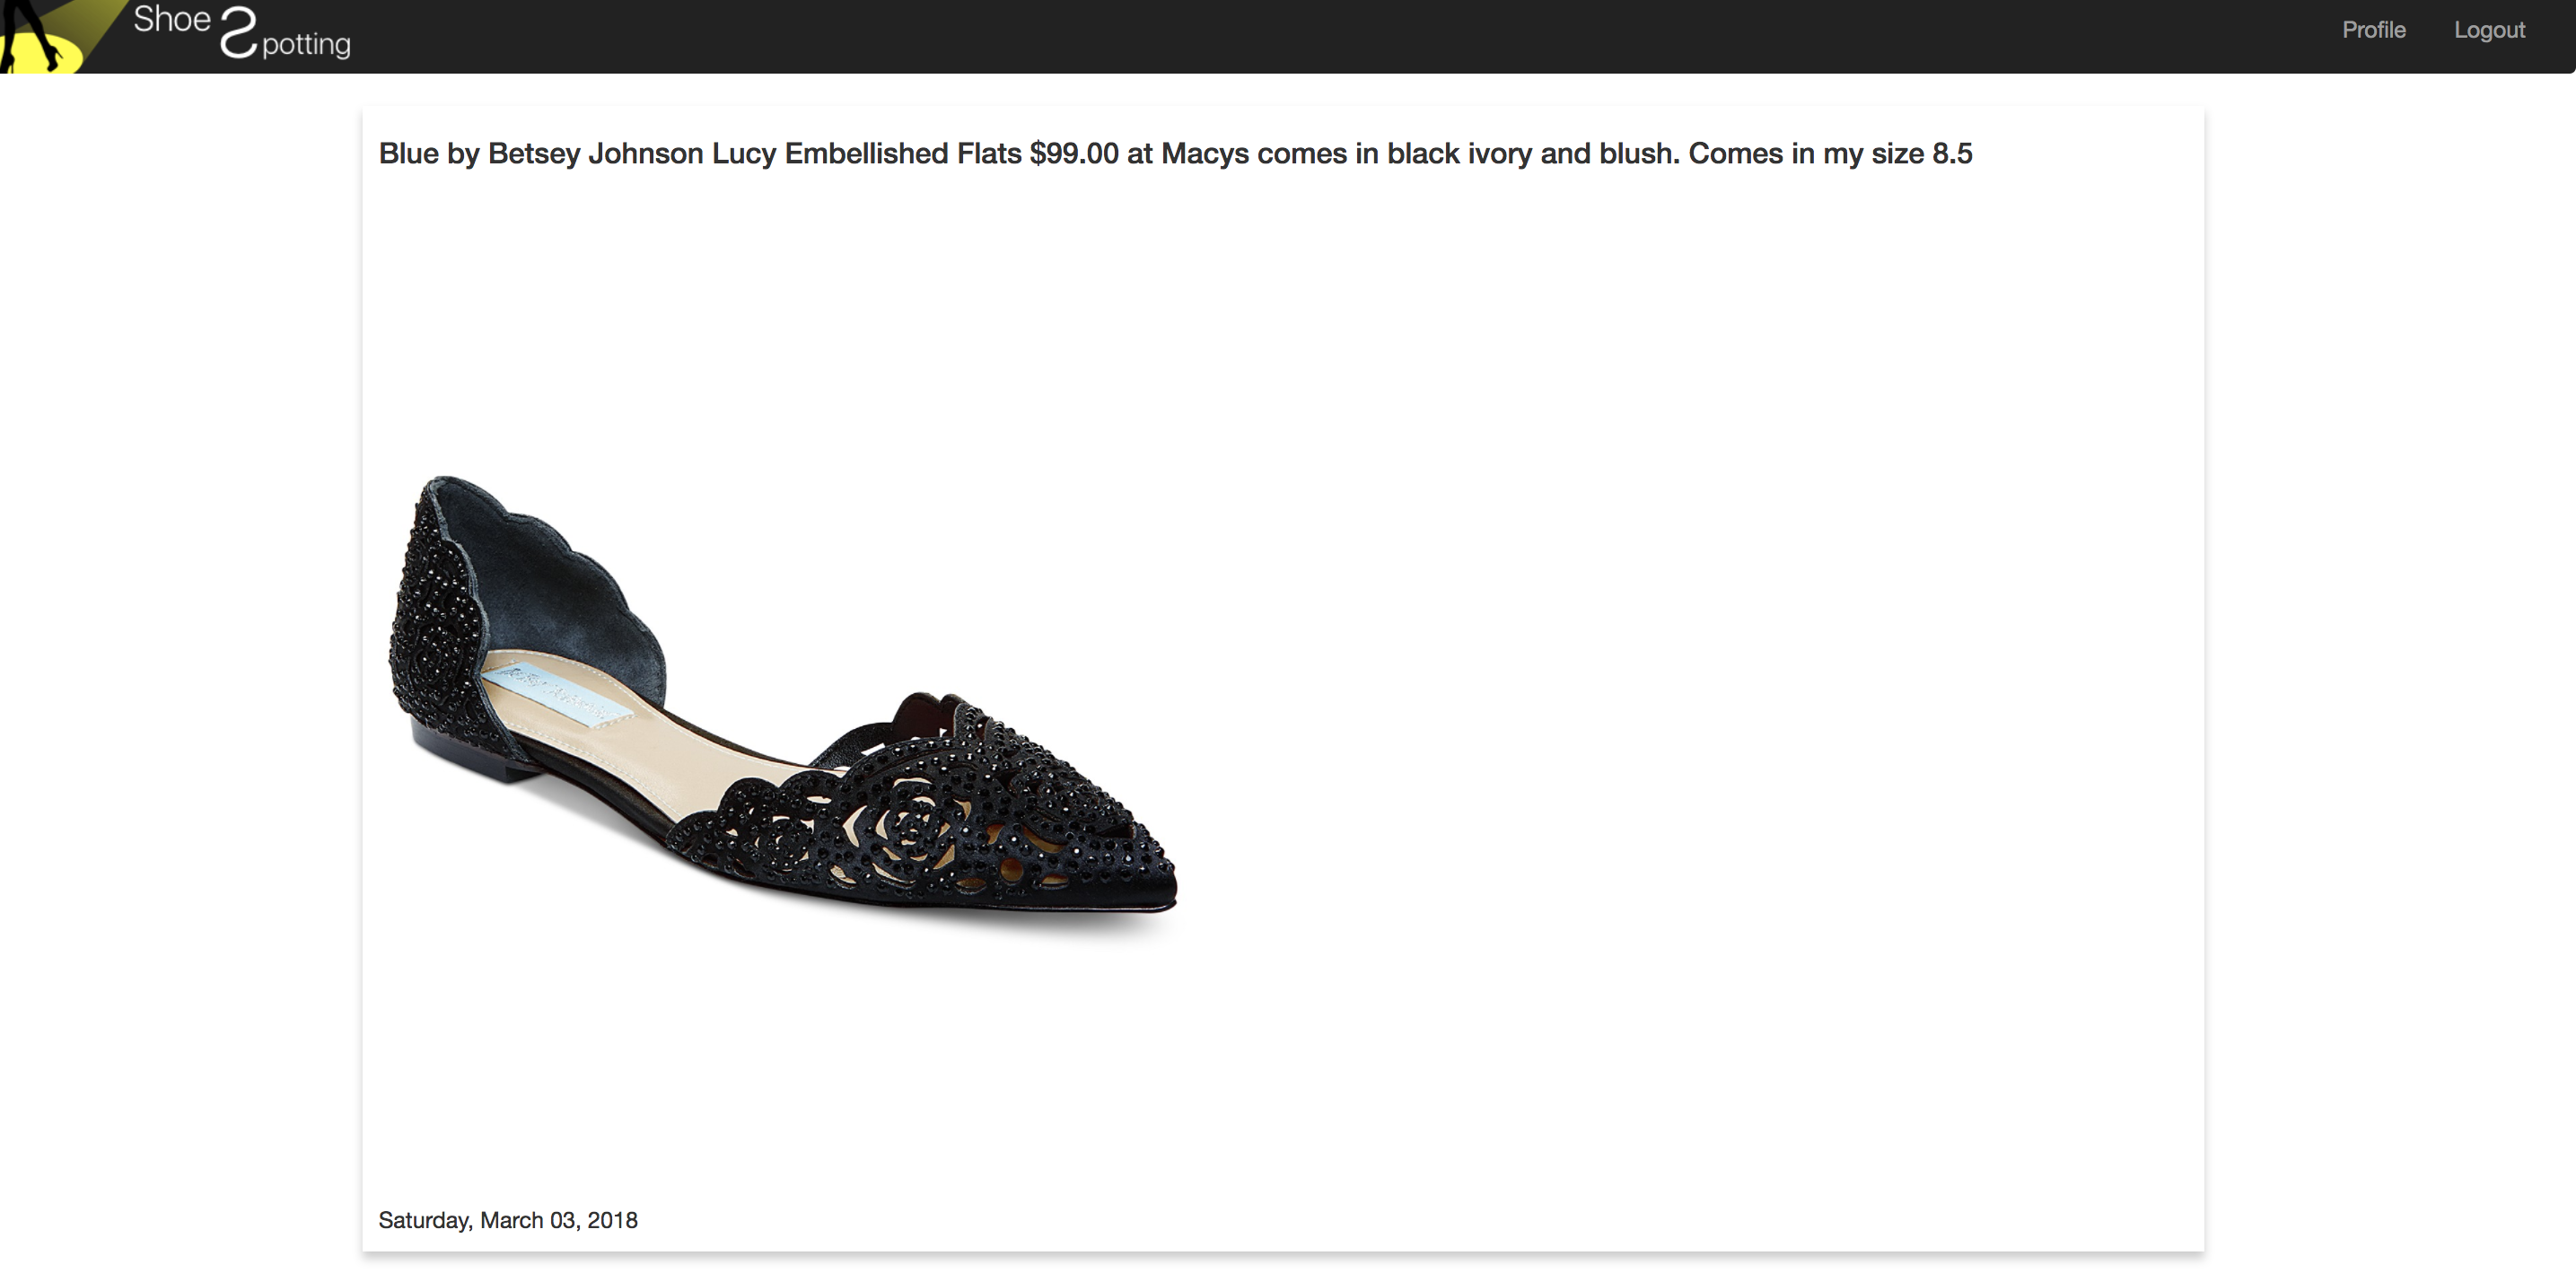 Shoe Spotting
Profile Logout
Blue by Betsey Johnson Lucy Embellished Flats $99.00 at Macys comes in black ivory and blush. Comes in my size 8.5
Saturday, March 03, 2018